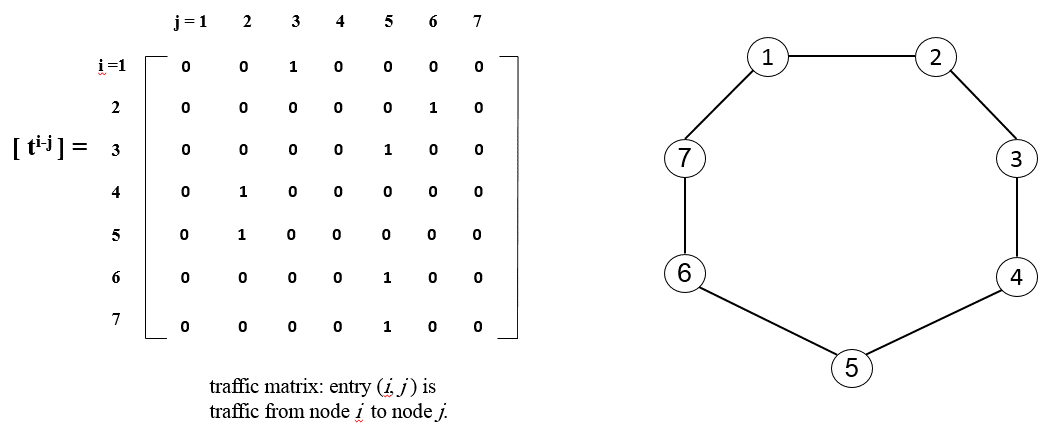 j = 1 2 3 4 5 6 7
i =1 0 0 1 0 0 0 0
2 0 0 0 0 0 1 0
[ t^i-j ] = 3 0 0 0 0 1 0 0
4 0 1 0 0 0 0 0
5 0 1 0 0 0 0 0
6 0 0 0 0 1 0 0
7 0 0 0 0 1 0 0
traffic matrix: entry (i, j) is
traffic from node i to node j.
1 2
7 3
6 4
5